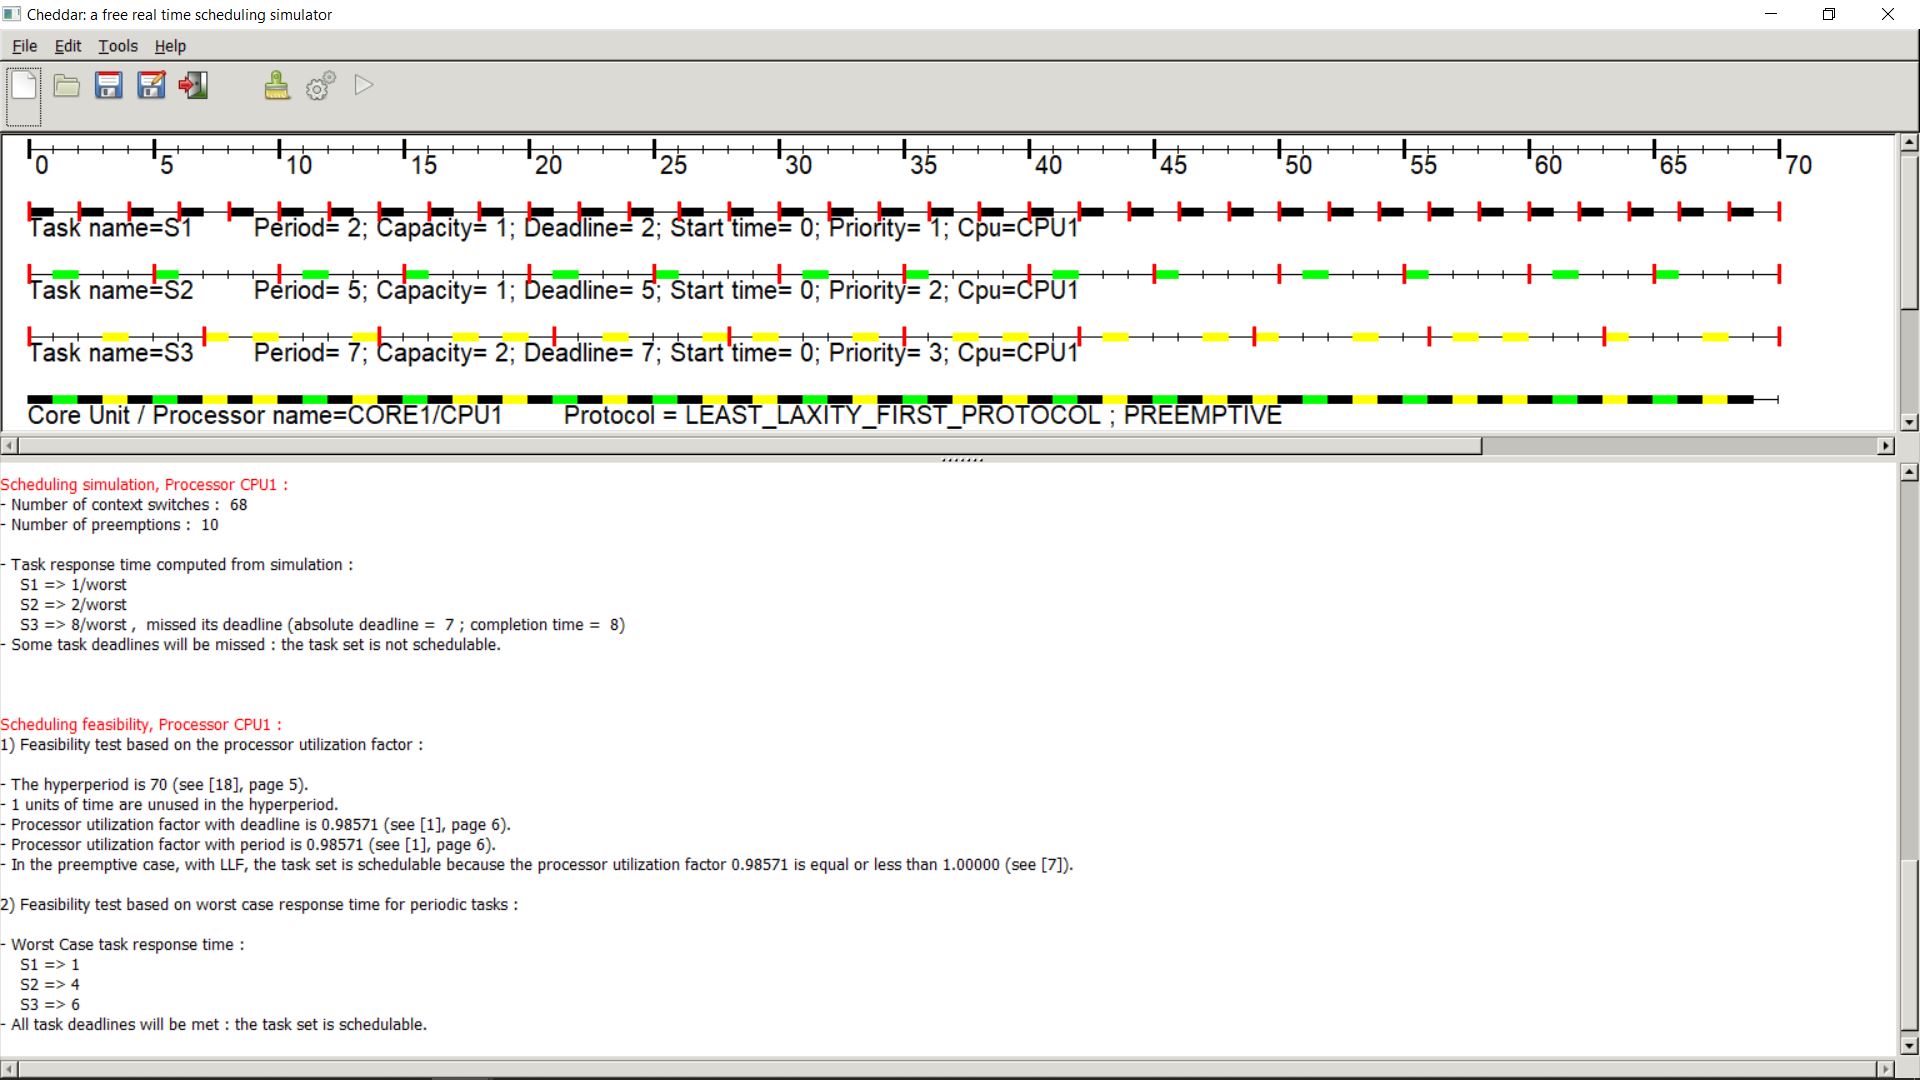 Cheddar: a free real time scheduling simulator
File Edit Tools Help
0 5 10 15 20 25 30 35 40 45 50 55 60 65 70
Task name=S1 Period= 2; Capacity= 1; Deadline= 2; Start time= 0; Priority= 1; Cpu=CPU1
Task name=S2 Period= 5; Capacity= 1; Deadline= 5; Start time= 0; Priority= 2; Cpu=CPU1
Task name=S3 Period= 7; Capacity= 2; Deadline= 7; Start time= 0; Priority= 3; Cpu=CPU1
Core Unit / Processor name=CORE1/CPU1 Protocol = LEAST_LAXITY_FIRST_PROTOCOL ; PREEMPTIVE
Scheduling simulation, Processor CPU1 :
- Number of context switches : 68
- Number of preemptions : 10
- Task response time computed from simulation :
S1 => 1/worst
S2 => 2/worst
S3 => 8/worst , missed its deadline (absolute deadline = 7 ; completion time = 8)
- Some task deadlines will be missed : the task set is not schedulable.
Scheduling feasibility, Processor CPU1 :
1) Feasibility test based on the processor utilization factor :
- The hyperperiod is 70 (see [18], page 5).
- 1 units of time are unused in the hyperperiod.
- Processor utilization factor with deadline is 0.98571 (see [1], page 6).
- Processor utilization factor with period is 0.98571 (see [1], page 6).
- In the preemptive case, with LLF, the task set is schedulable because the processor utilization factor 0.98571 is equal or less than 1.00000 (see [7]).
2) Feasibility test based on worst case response time for periodic tasks :
- Worst Case task response time :
S1 => 1
S2 => 4
S3 => 6
- All task deadlines will be met : the task set is schedulable.